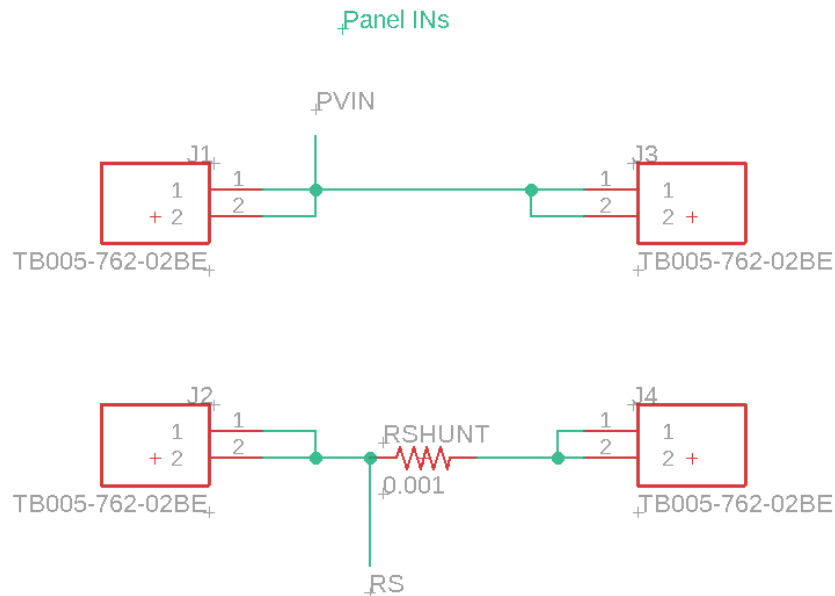 Panel INs
PVIN
J1
J3
1
1
1
1
2
2
2
2
TB005-762-02BE
TB005-762-02BE
J2
J4
1
1
RSHUNT
1
1
2
2
2
2
0.001
TB005-762-02BE
TB005-762-02BE
RS